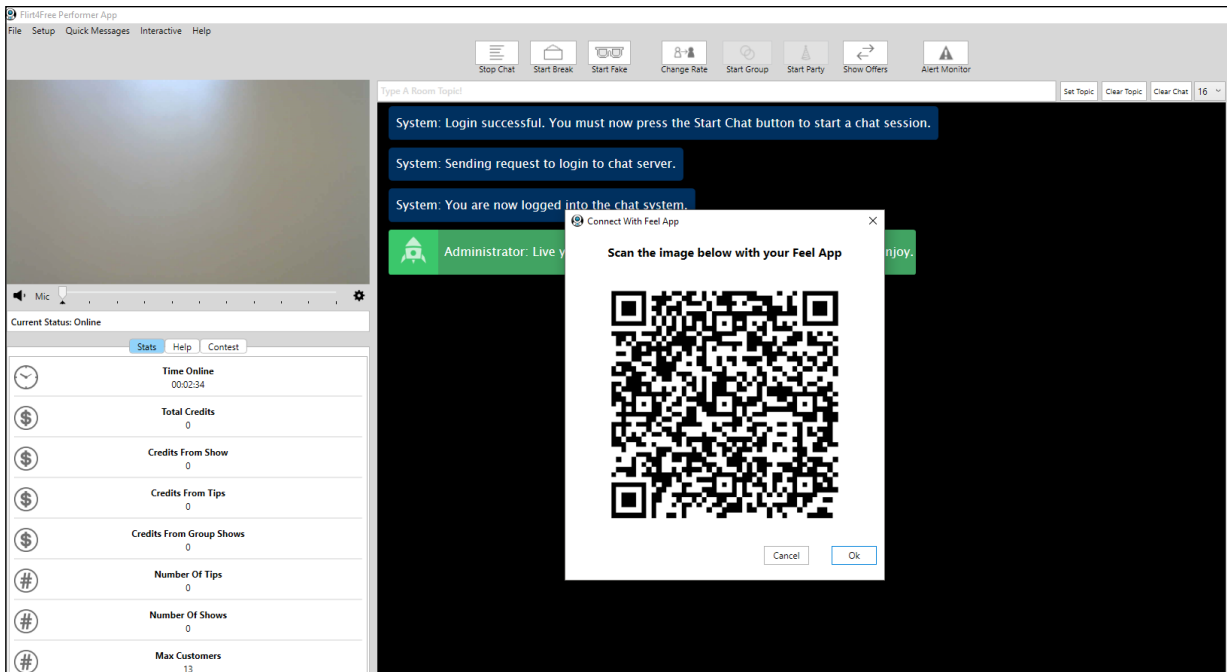 Flirt4Free Performer App
File Setup Quick Messages Interactive Help
Stop Chat Start Break Start Fake Change Rate Start Group Start Party Show Offers Alert Monitor
Type A Room Topic! Set Topic Clear Topic Clear Chat 16
System: Login successful. You must now press the Start Chat button to start a chat session.
System: Sending request to login to chat server.
System: You are now logged into the chat system.
Connect With Feel App
Administrator: Live y
njoy.
Scan the image below with your Feel App
Cancel Ok
Mic
Current Status: Online
Stats Help Contest
Time Online
00:02:34
Total Credits
0
Credits From Show
0
Credits From Tips
0
Credits From Group Shows
0
Number Of Tips
0
Number Of Shows
0
Max Customers
13